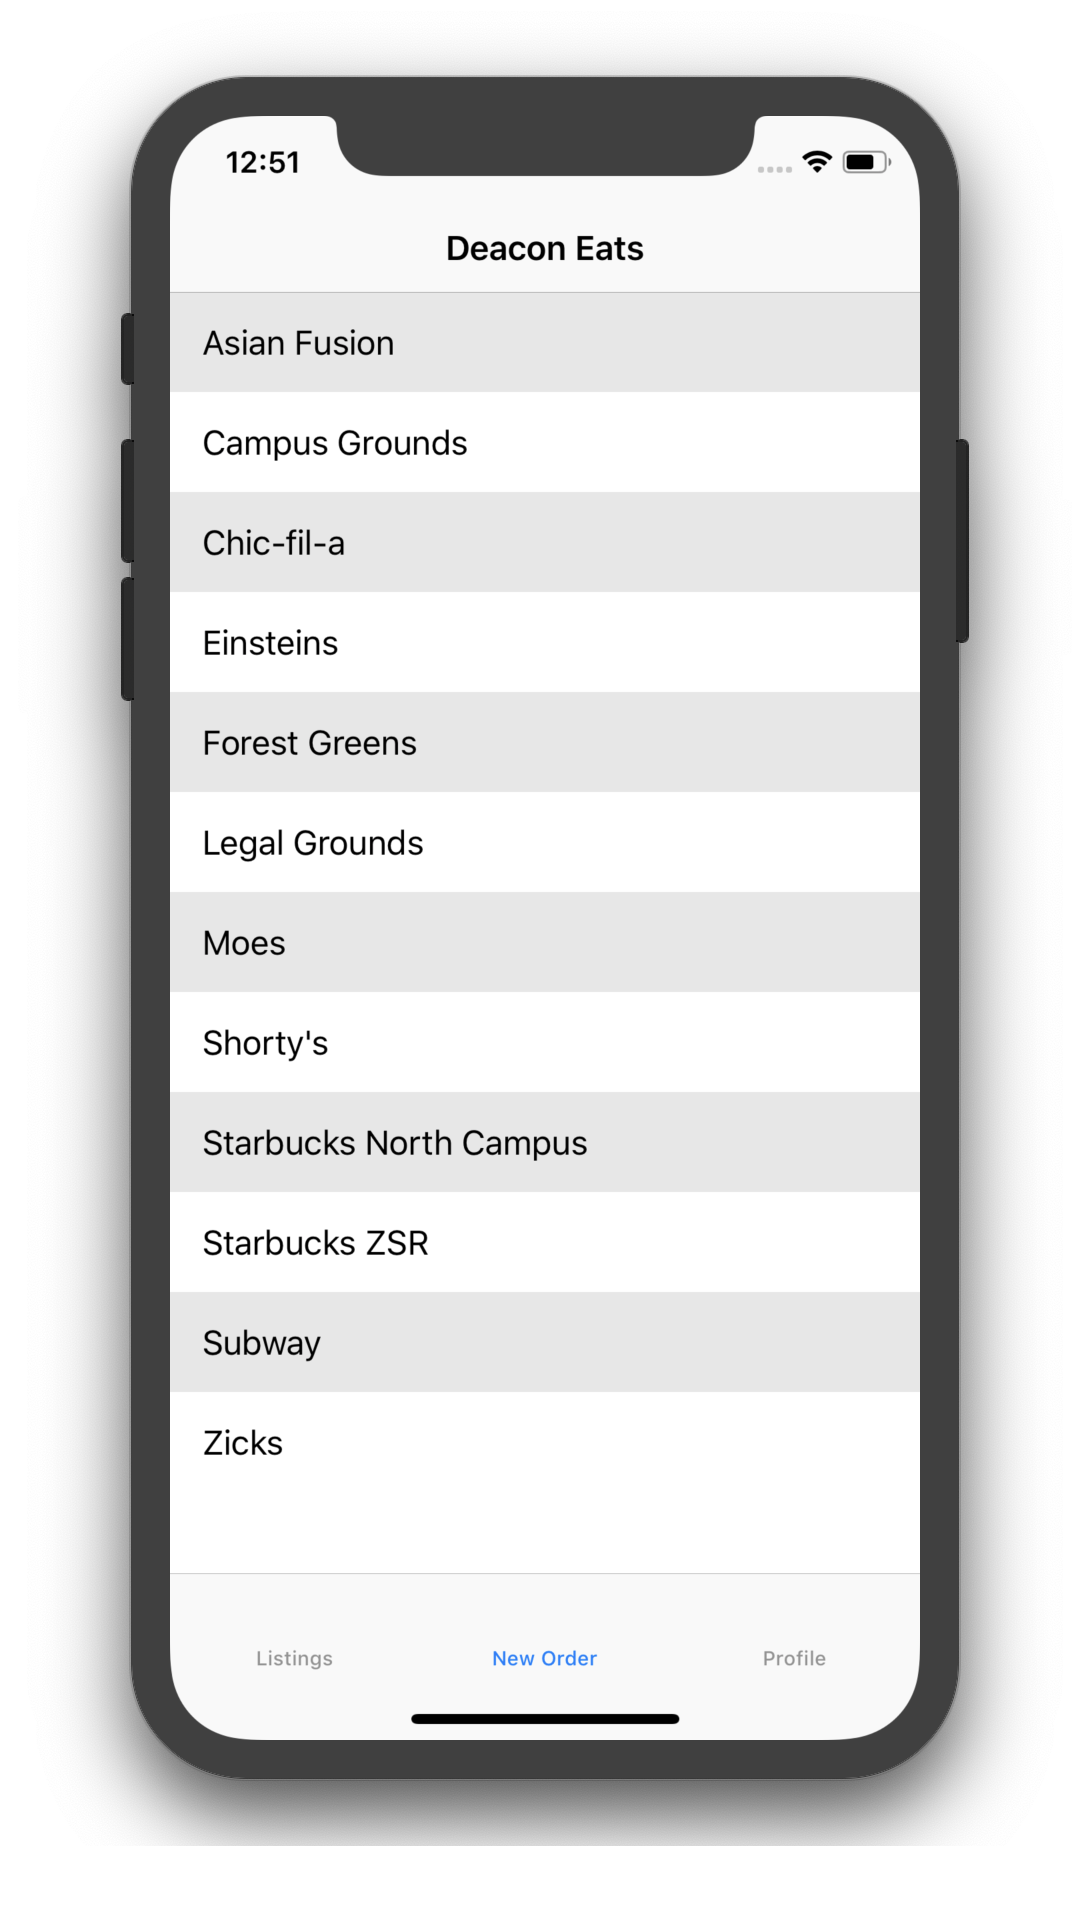 12:51
Deacon Eats
Asian Fusion
Campus Grounds
Chic-fil-a
Einsteins
Forest Greens
Legal Grounds
Moes
Shorty's
Starbucks North Campus
Starbucks ZSR
Subway
Zicks
Listings New Order Profile